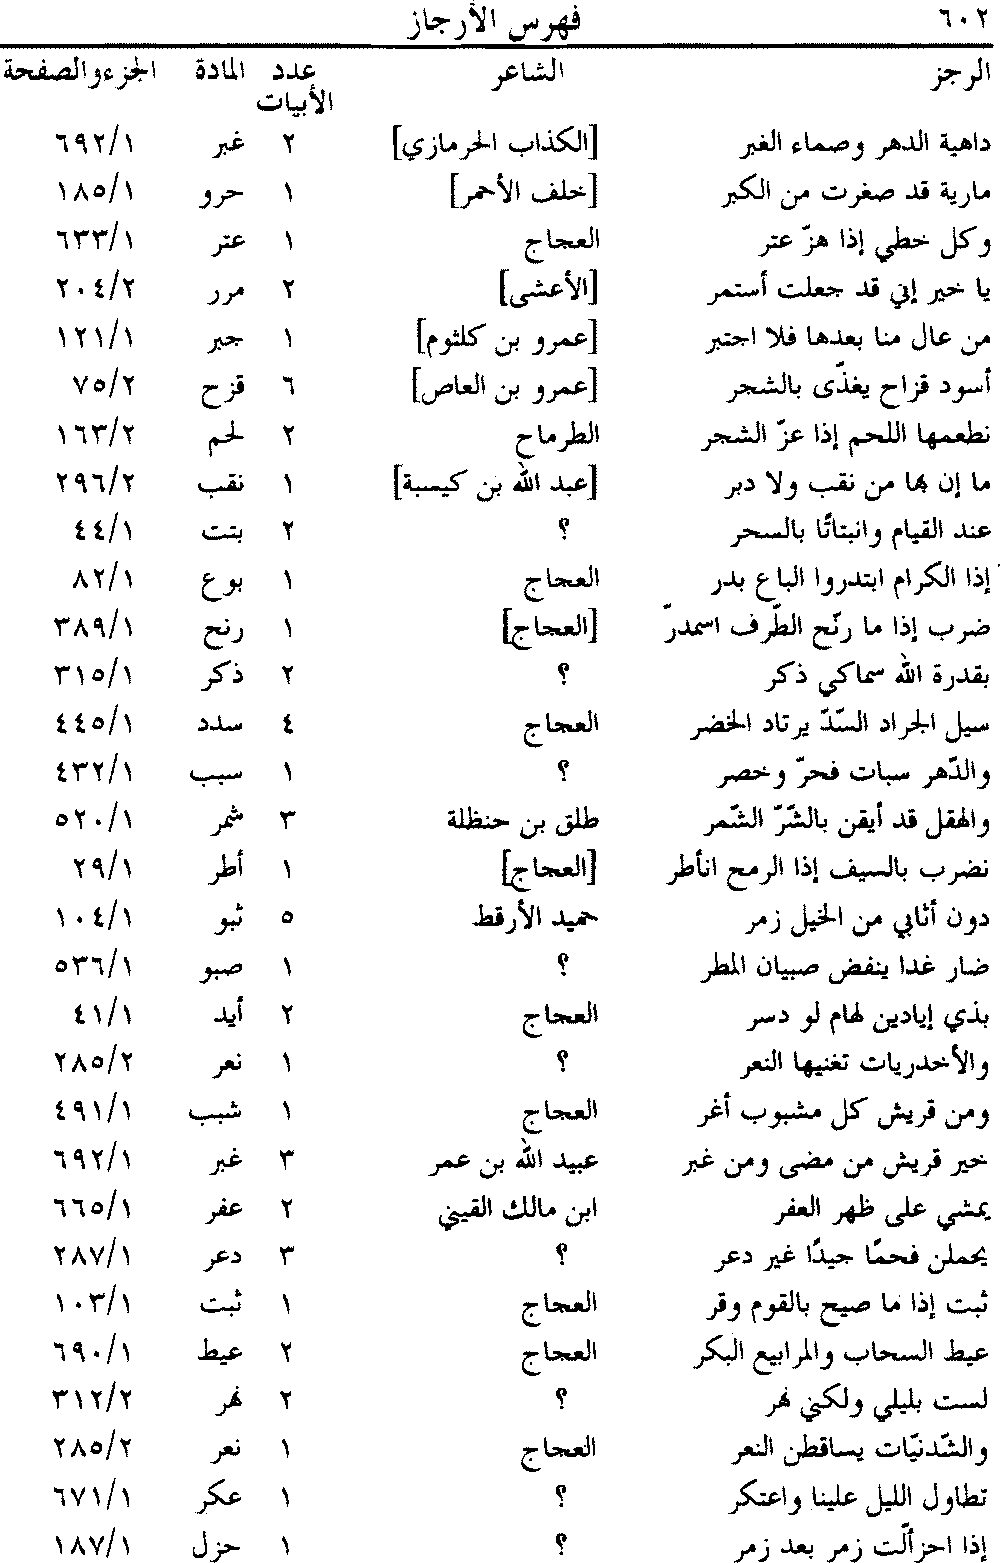 ٦٠٢ فهرس الأرجاز
الرجز الشاعر عدد الأبيات المادة الجزء والصفحة
داهية الدهر وصماء الغبر [الكذاب الحرمازي] ٢ غبر ٦٩٢/١
مارية قد صغرت من الكبر [خلف الأحمر] ١ حرو ١٨٥/١
وكل خطي إذا هزّ عتر العجاج ١ عتر ٦٣٣/١
يا خير إني قد جعلت أستمر [الأعشى] ٢ مرر ٢٠٤/٢
من عال منا بعدها فلا اجتبر [عمرو بن كلثوم] ١ جبر ١٢١/١
أسود قزاح يغذّى بالشجر [عمرو بن العاص] ٦ قزح ٧٥/٢
نطعمها اللحم إذا عزّ الشجر الطرماح ٢ لحم ١٦٣/٢
ما إن بها من نقب ولا دبر [عبد الله بن كيسبة] ١ نقب ٢٩٦/٢
عند القيام وانبتاتًا بالسحر ؟ ٢ بتت ٤٤/١
إذا الكرام ابتدروا الباع بدر العجاج ١ بوع ٨٢/١
ضرب إذا ما رنّح الطّرف اسمدرّ [العجاج] ١ رنح ٣٨٩/١
بقدرة الله سماكي ذكر ؟ ٢ ذكر ٣١٥/١
سيل الجراد السّدّ يرتاد الخضر العجاج ٤ سدد ٤٤٥/١
والدّهر سبات فحرّ وخصر ؟ ١ سبب ٤٣٢/١
والهقل قد أيقن بالشّرّ الشّمر طلق بن حنظلة ٣ شمر ٥٢٠/١
نضرب بالسيف إذا الرمح انأطر [العجاج] ١ أطر ٢٩/١
دون أثابي من الخيل زمر حميد الأرقط ٥ ثبو ١٠٤/١
ضار غدا ينفض صبيان المطر ؟ ١ صبو ٥٣٦/١
بذي إيادين لهام لو دسر العجاج ٢ أيد ٤١/١
والأخدريات تغنيها النعر ؟ ١ نعر ٢٨٥/٢
ومن قريش كل مشبوب أغر العجاج ١ شبب ٤٩١/١
خير قريش من مضى ومن غبر عبيد الله بن عمر ٣ غبر ٦٩٢/١
يمشي على ظهر العفر ابن مالك القيني ٢ عفر ٦٦٥/١
يحملن فحمًا جيدًا غير دعر ؟ ٣ دعر ٢٨٧/١
ثبت إذا ما صيح بالقوم وقر العجاج ١ ثبت ١٠٣/١
عيط السحاب والمرابيع البكر العجاج ٢ عيط ٦٩٠/١
لست بليلي ولكني نهر ؟ ٢ نهر ٣١٢/٢
والشّدنيّات يساقطن النعر العجاج ١ نعر ٢٨٥/٢
تطاول الليل علينا واعتكر ؟ ١ عكر ٦٧١/١
إذا احزألّت زمر بعد زمر ؟ ١ حزل ١٨٧/١